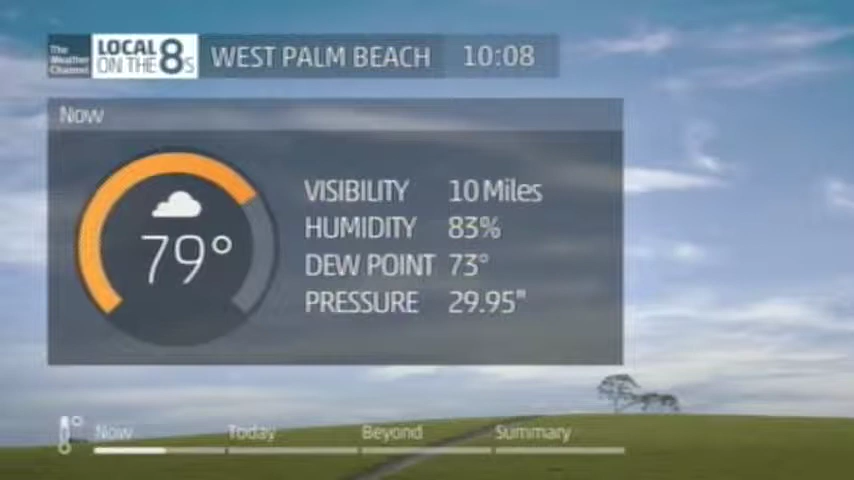 The Weather Channel
LOCAL ON THE 8s
WEST PALM BEACH 10:08
Now
79°
VISIBILITY 10 Miles
HUMIDITY 83%
DEW POINT 73°
PRESSURE 29.95"
Now Today Beyond Summary